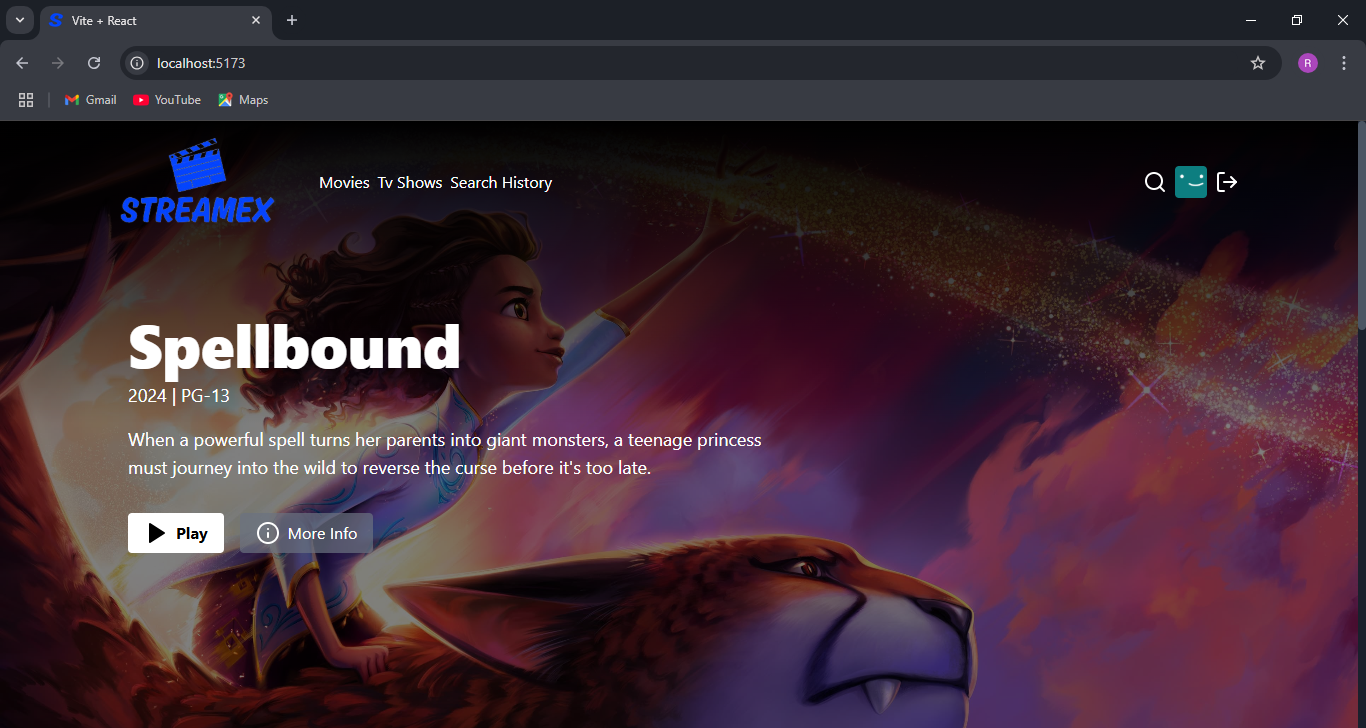 Vite + React
localhost:5173
R
Gmail YouTube Maps
STREAMEX
Movies Tv Shows Search History
Spellbound
2024 | PG-13
When a powerful spell turns her parents into giant monsters, a teenage princess
must journey into the wild to reverse the curse before it's too late.
Play More Info